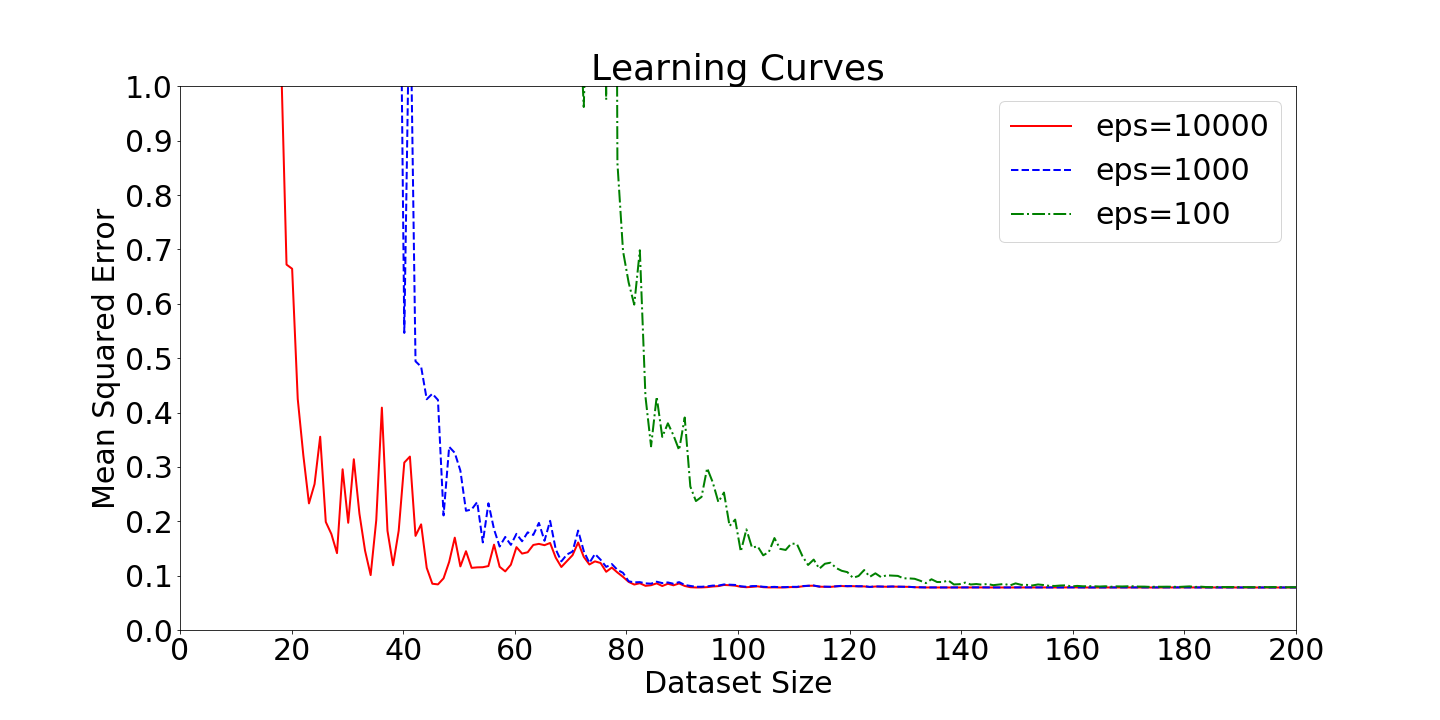 Learning Curves
Mean Squared Error
1.0
0.9
0.8
0.7
0.6
0.5
0.4
0.3
0.2
0.1
0.0
eps=10000
eps=1000
eps=100
0 20 40 60 80 100 120 140 160 180 200
Dataset Size